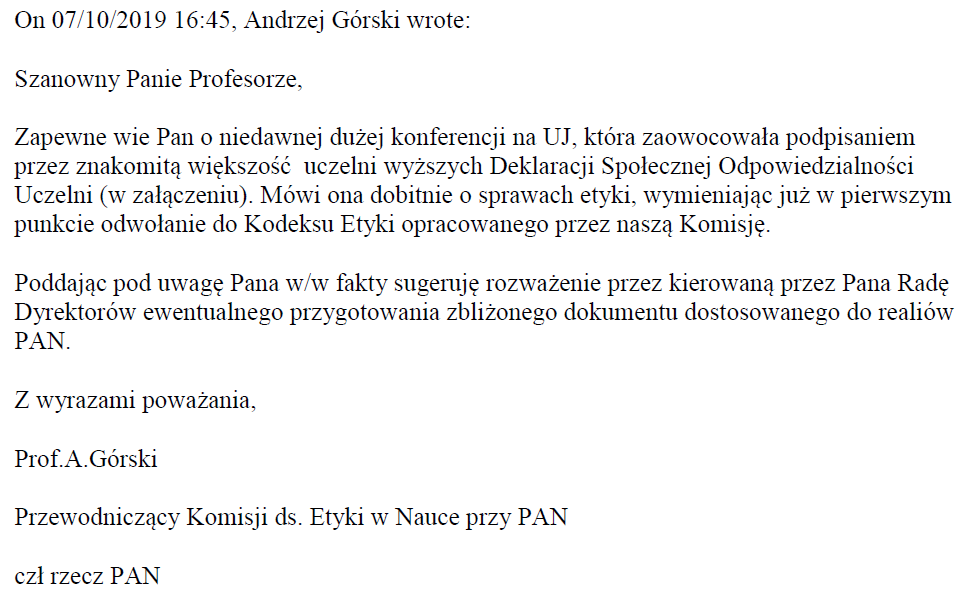 On 07/10/2019 16:45, Andrzej Górski wrote:
Szanowny Panie Profesorze,
Zapewne wie Pan o niedawnej dużej konferencji na UJ, która zaowocowała podpisaniem
przez znakomitą większość  uczelni wyższych Deklaracji Społecznej Odpowiedzialności
Uczelni (w załączeniu). Mówi ona dobitnie o sprawach etyki, wymieniając już w pierwszym
punkcie odwołanie do Kodeksu Etyki opracowanego przez naszą Komisję.
Poddając pod uwagę Pana w/w fakty sugeruję rozważenie przez kierowaną przez Pana Radę
Dyrektorów ewentualnego przygotowania zbliżonego dokumentu dostosowanego do realiów
PAN.
Z wyrazami poważania,
Prof.A.Górski
Przewodniczący Komisji ds. Etyki w Nauce przy PAN
czł rzecz PAN